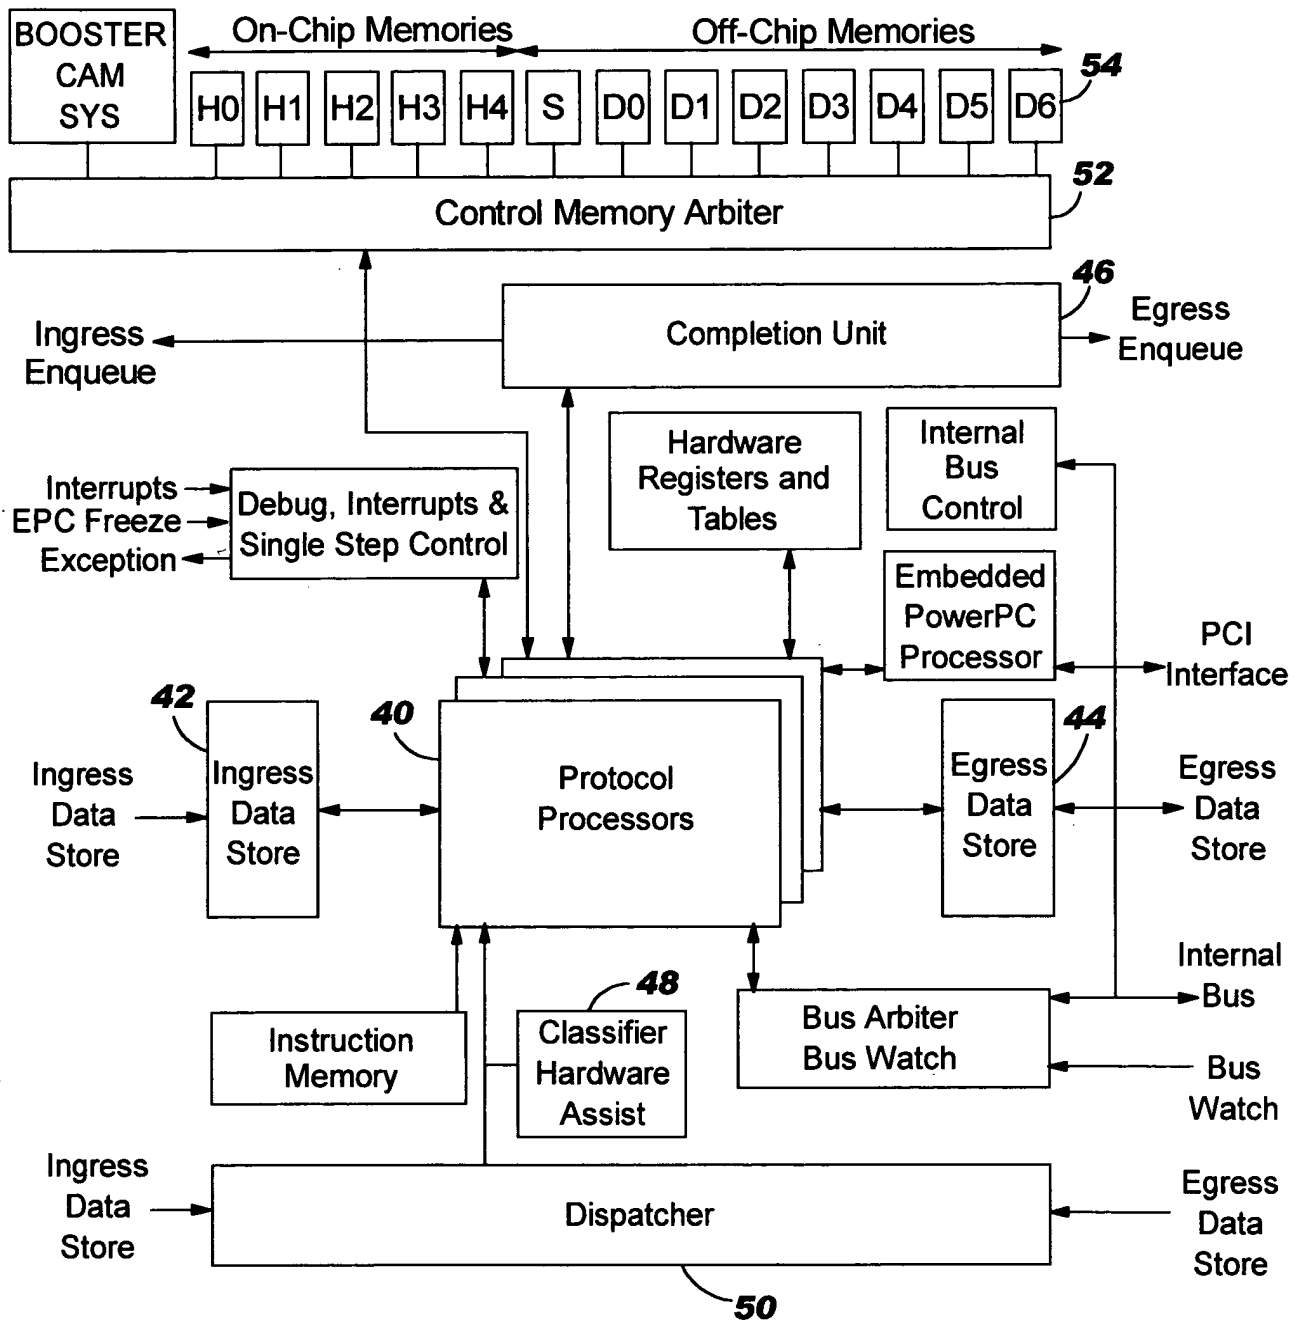 BOOSTER
CAM
SYS
On-Chip Memories
Off-Chip Memories
H0 H1 H2 H3 H4 S D0 D1 D2 D3 D4 D5 D6
54
52
Control Memory Arbiter
46
Completion Unit
Ingress
Enqueue
Egress
Enqueue
Hardware
Registers and
Tables
Internal
Bus
Control
Interrupts
EPC Freeze
Exception
Debug, Interrupts &
Single Step Control
Embedded
PowerPC
Processor
PCI
Interface
42
40
44
Ingress
Data
Store
Ingress
Data
Store
Protocol
Processors
Egress
Data
Store
Egress
Data
Store
Internal
Bus
48
Instruction
Memory
Classifier
Hardware
Assist
Bus Arbiter
Bus Watch
Bus
Watch
Ingress
Data
Store
Dispatcher
Egress
Data
Store
50